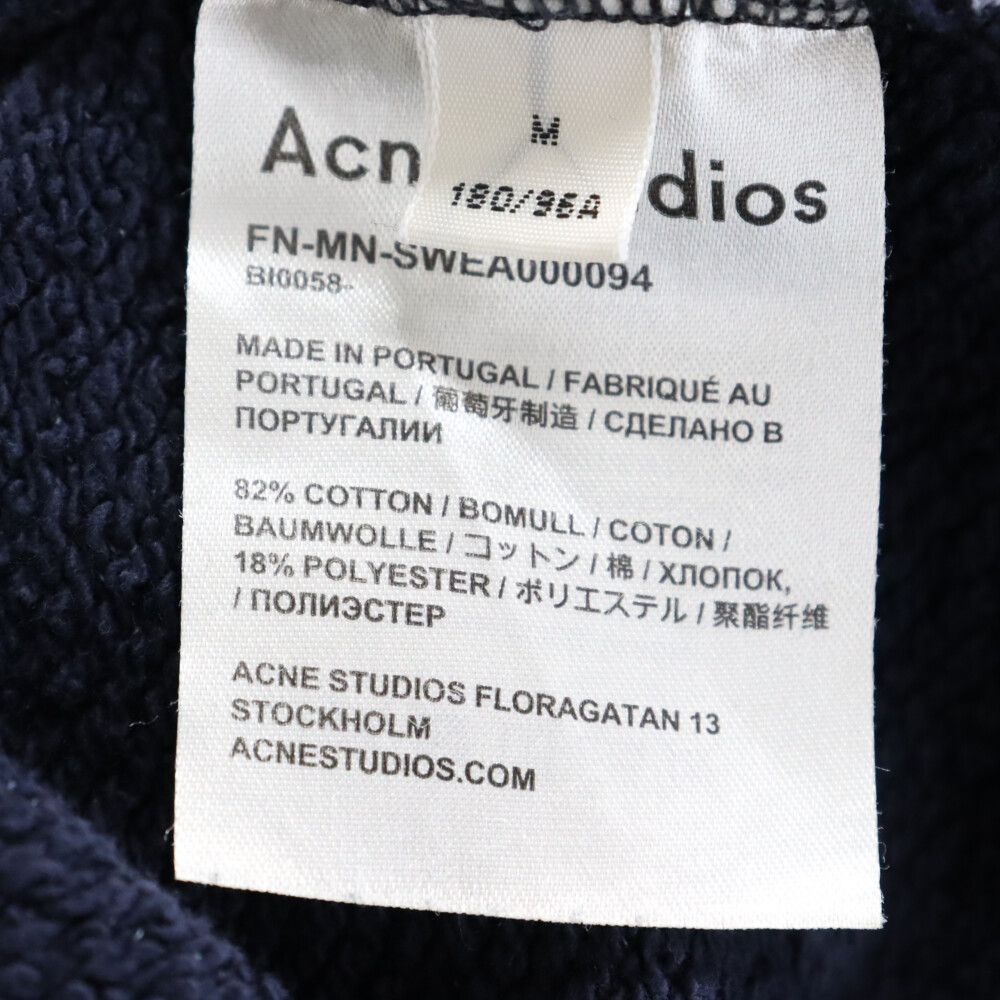 M
180/96A
Acn dios
FN-MN-SWEA000094
BI0058-
MADE IN PORTUGAL / FABRIQUÉ AU
PORTUGAL / 葡萄牙制造 / СДЕЛАНО В
ПОРТУГАЛИИ
82% COTTON / BOMULL / COTON /
BAUMWOLLE / コットン / 棉 / ХЛОПОК,
18% POLYESTER / ポリエステル / 聚酯纤维
/ ПОЛИЭСТЕР
ACNE STUDIOS FLORAGATAN 13
STOCKHOLM
ACNESTUDIOS.COM